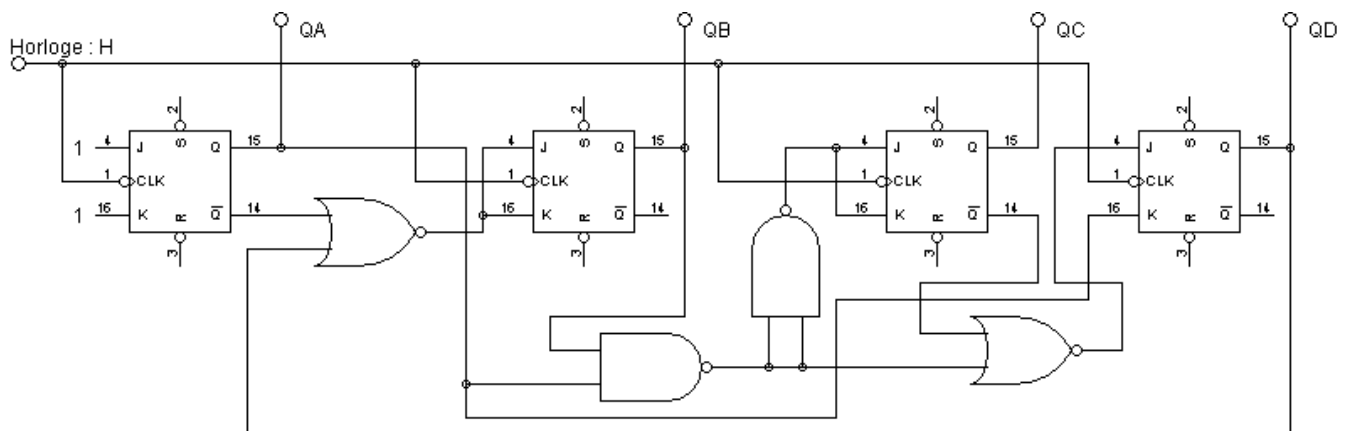 QA QB QC QD
Horloge : H
2 2 2 2
1 4 J S Q 15 4 J S Q 15 4 J S Q 15 4 J S Q 15
1 CLK 1 CLK 1 CLK 1 CLK
1 16 K R Q 14 16 K R Q 14 16 K R Q 14 16 K R Q 14
3 3 3 3